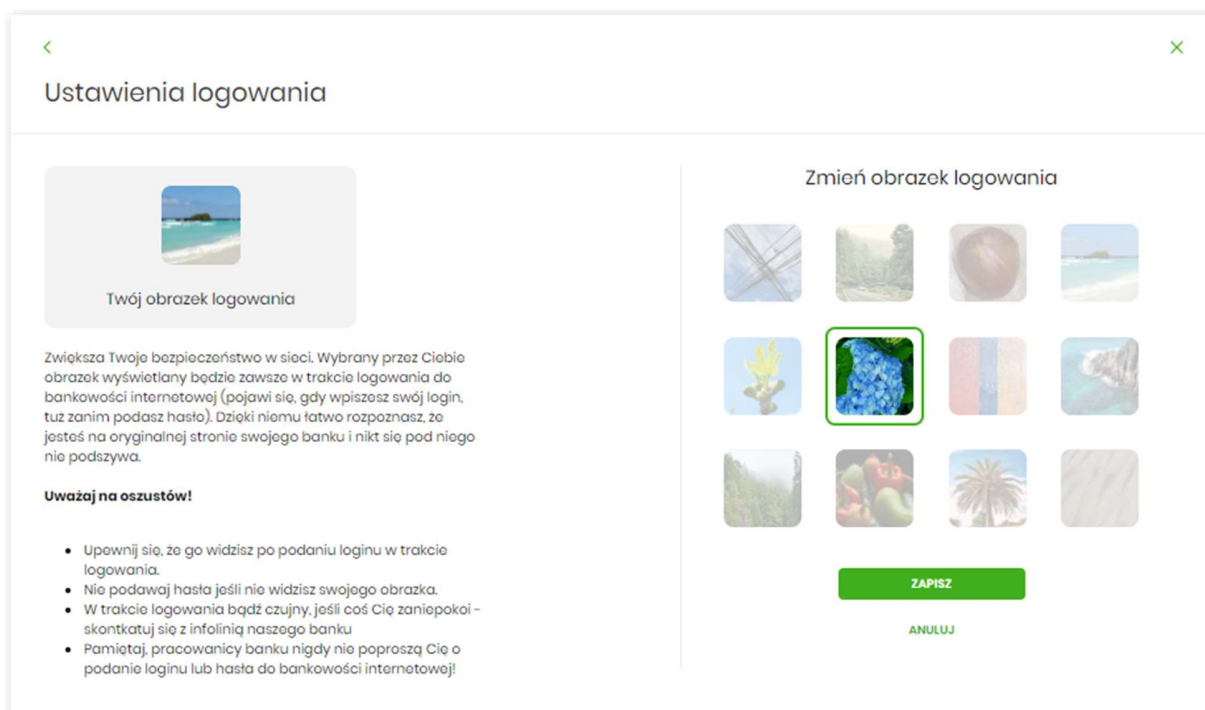 Ustawienia logowania
Twój obrazek logowania
Zwiększa Twoje bezpieczeństwo w sieci. Wybrany przez Ciebie
obrazek wyświetlany będzie zawsze w trakcie logowania do
bankowości internetowej (pojawi się, gdy wpiszesz swój login,
tuż zanim podasz hasło). Dzięki niemu łatwo rozpoznasz, że
jesteś na oryginalnej stronie swojego banku i nikt się pod niego
nie podszywa.
Uważaj na oszustów!
Upewnij się, że go widzisz po podaniu loginu w trakcie
logowania.
Nie podawaj hasła jeśli nie widzisz swojego obrazka.
W trakcie logowania bądź czujny, jeśli coś Cię zaniepokoi -
skontkatuj się z infolinią naszego banku
Pamiętaj, pracowanicy banku nigdy nie poproszą Cię o
podanie loginu lub hasła do bankowości internetowej!
Zmień obrazek logowania
ZAPISZ
ANULUJ